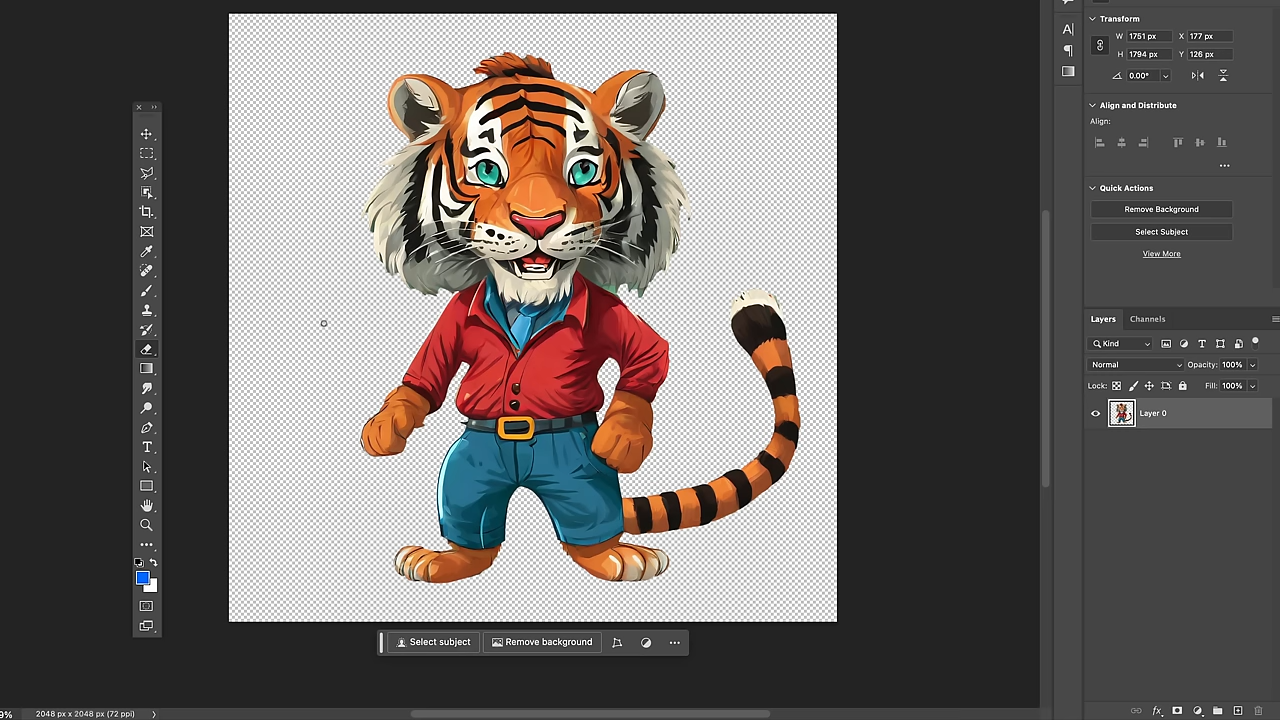 Transform
W 1751 px X 177 px
H 1794 px Y 126 px
0.00°
Align and Distribute
Align:
Quick Actions
Remove Background
Select Subject
View More
Layers Channels
Kind
Normal Opacity: 100%
Lock: Fill: 100%
Layer 0
Select subject Remove background
9% 2048 px x 2048 px (72 ppi)